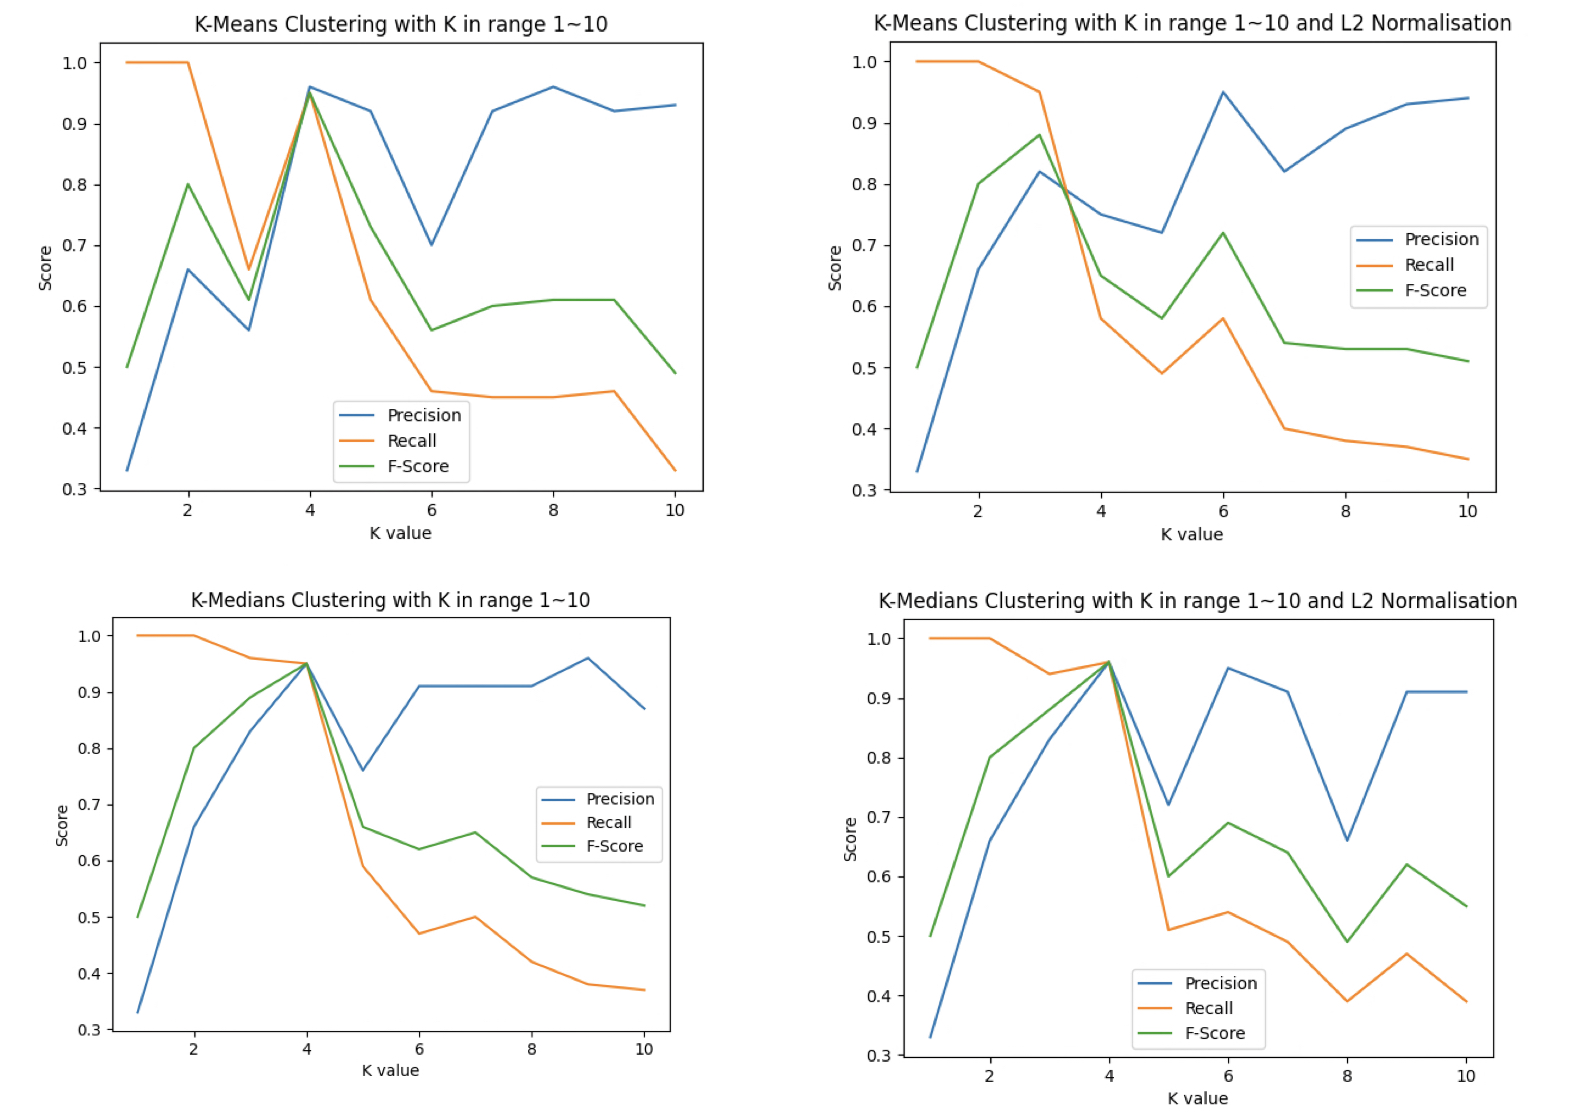 K-Means Clustering with K in range 1~10
1.0
0.9
0.8
0.7
0.6
0.5
0.4
0.3
Score
Precision
Recall
F-Score
2 4 6 8 10
K value
K-Means Clustering with K in range 1~10 and L2 Normalisation
1.0
0.9
0.8
0.7
0.6
0.5
0.4
0.3
Score
Precision
Recall
F-Score
2 4 6 8 10
K value
K-Medians Clustering with K in range 1~10
1.0
0.9
0.8
0.7
0.6
0.5
0.4
0.3
Score
Precision
Recall
F-Score
2 4 6 8 10
K value
K-Medians Clustering with K in range 1~10 and L2 Normalisation
1.0
0.9
0.8
0.7
0.6
0.5
0.4
0.3
Score
Precision
Recall
F-Score
2 4 6 8 10
K value